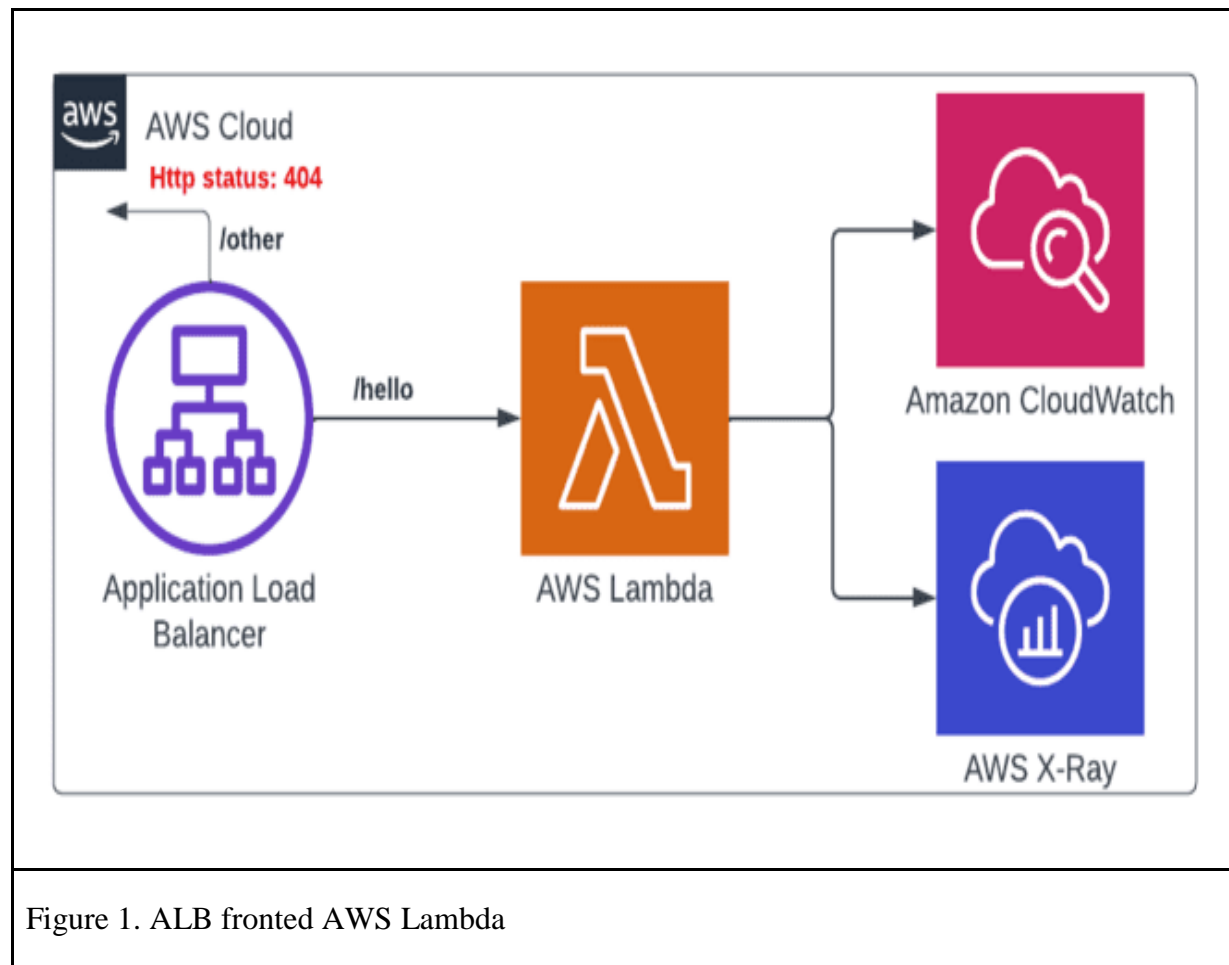 aws
AWS Cloud
Http status: 404
/other
/hello
Amazon CloudWatch
Application Load
Balancer
AWS Lambda
AWS X-Ray
Figure 1. ALB fronted AWS Lambda